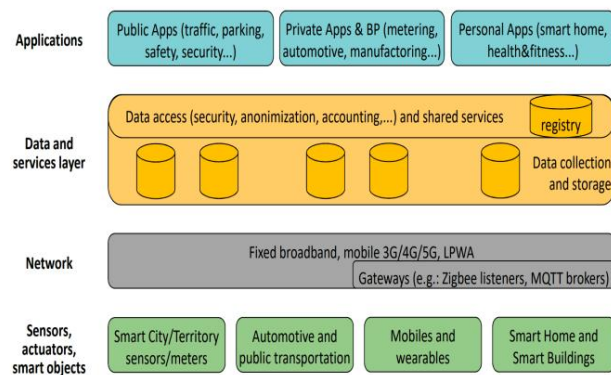 Applications
Public Apps (traffic, parking,
safety, security...)
Private Apps & BP (metering,
automotive, manufactoring...)
Personal Apps (smart home,
health&fitness...)
Data and
services layer
Data access (security, anonimization, accounting,...) and shared services
registry
Data collection
and storage
Network
Fixed broadband, mobile 3G/4G/5G, LPWA
Gateways (e.g.: Zigbee listeners, MQTT brokers)
Sensors,
actuators,
smart objects
Smart City/Territory
sensors/meters
Automotive and
public transportation
Mobiles and
wearables
Smart Home and
Smart Buildings